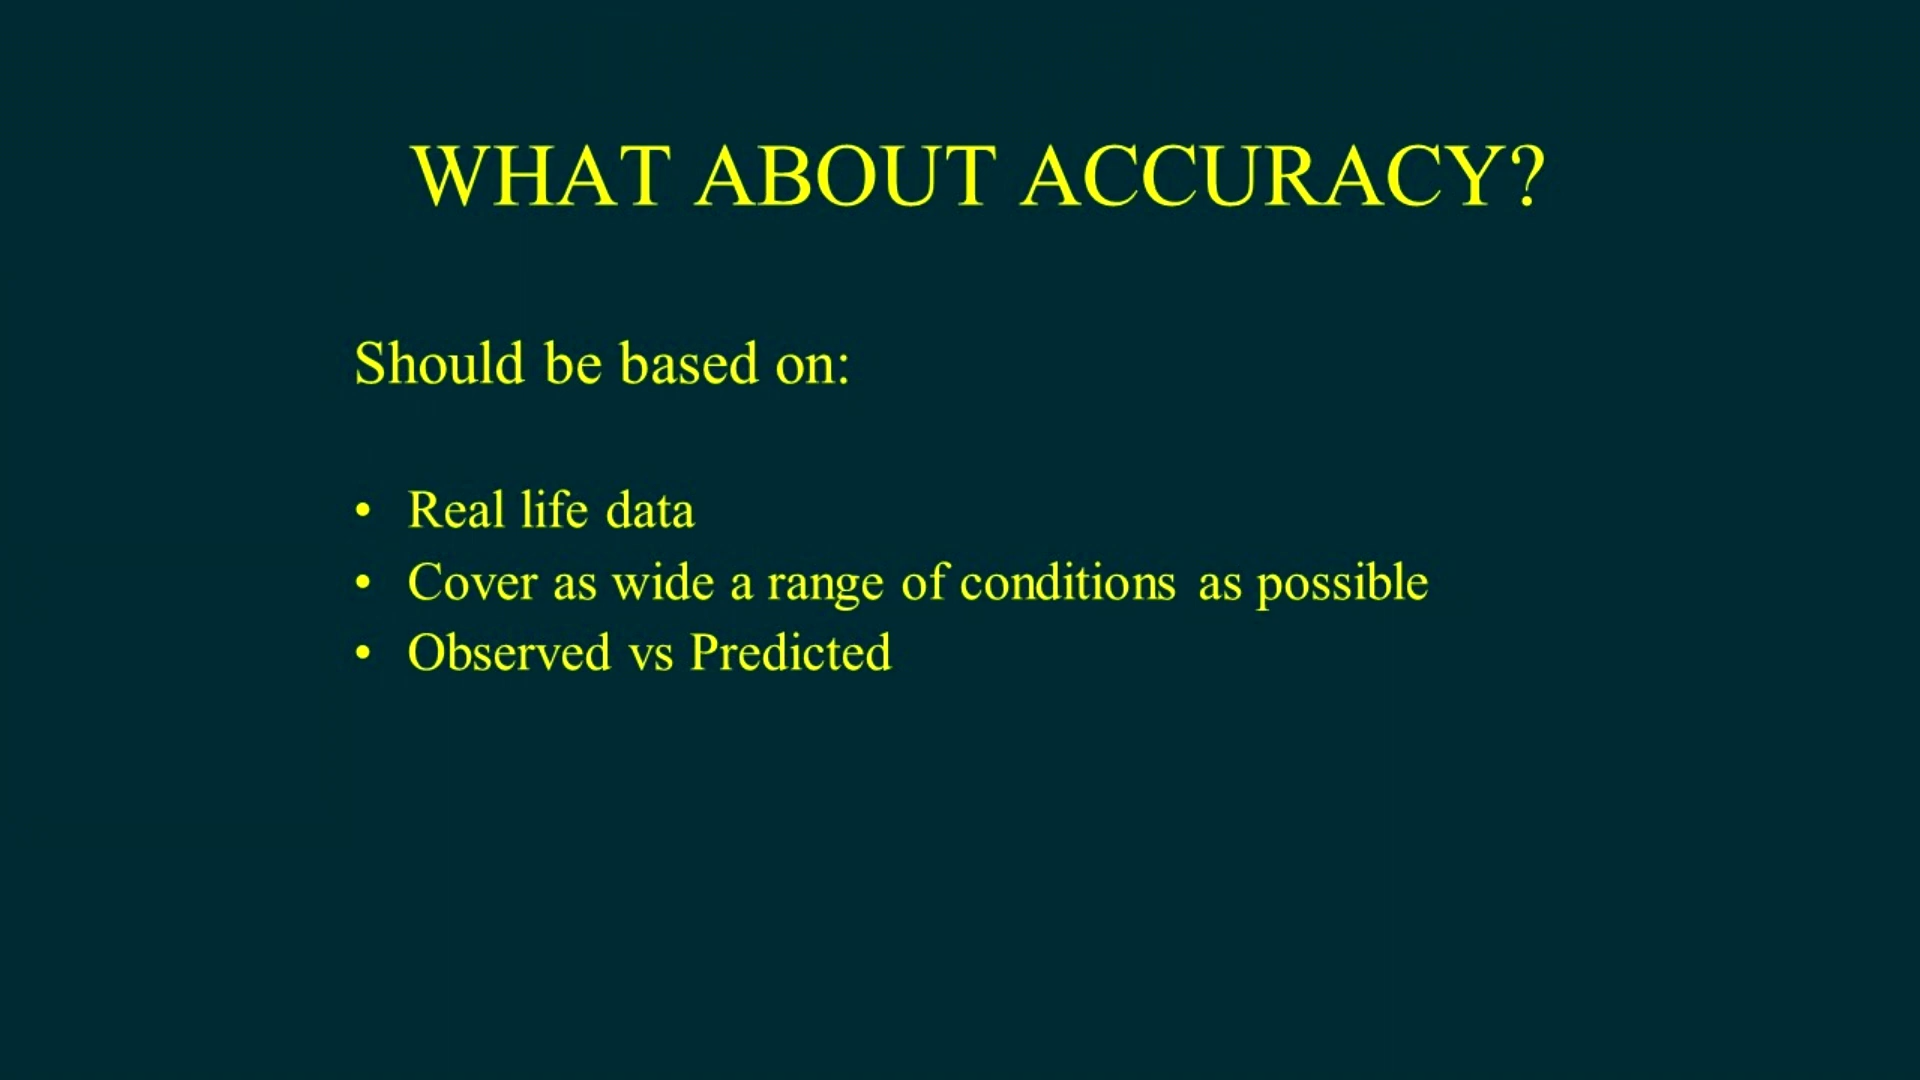 WHAT ABOUT ACCURACY?
Should be based on:
• Real life data
• Cover as wide a range of conditions as possible
• Observed vs Predicted